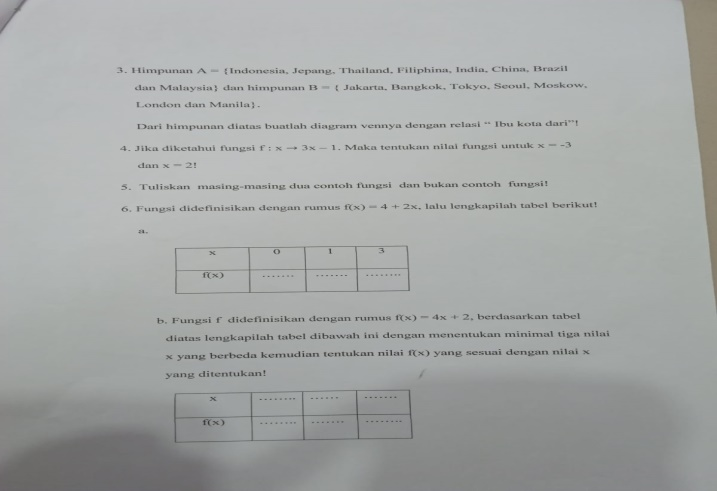 3. Himpunan A = {Indonesia, Jepang, Thailand, Filiphina, India, China, Brazil
dan Malaysia} dan himpunan B = { Jakarta, Bangkok, Tokyo, Seoul, Moskow,
London dan Manila}.
Dari himpunan diatas buatlah diagram vennya dengan relasi “ Ibu kota dari”!
4. Jika diketahui fungsi f : x → 3x – 1. Maka tentukan nilai fungsi untuk x = -3
dan x = 2!
5. Tuliskan masing-masing dua contoh fungsi dan bukan contoh fungsi!
6. Fungsi didefinisikan dengan rumus f(x) = 4 + 2x, lalu lengkapilah tabel berikut!
a.
x 0 1 3
f(x) ....... ....... ........
b. Fungsi f didefinisikan dengan rumus f(x) = 4x + 2, berdasarkan tabel
diatas lengkapilah tabel dibawah ini dengan menentukan minimal tiga nilai
x yang berbeda kemudian tentukan nilai f(x) yang sesuai dengan nilai x
yang ditentukan!
x ........ ...... .......
f(x) ........ ....... ........